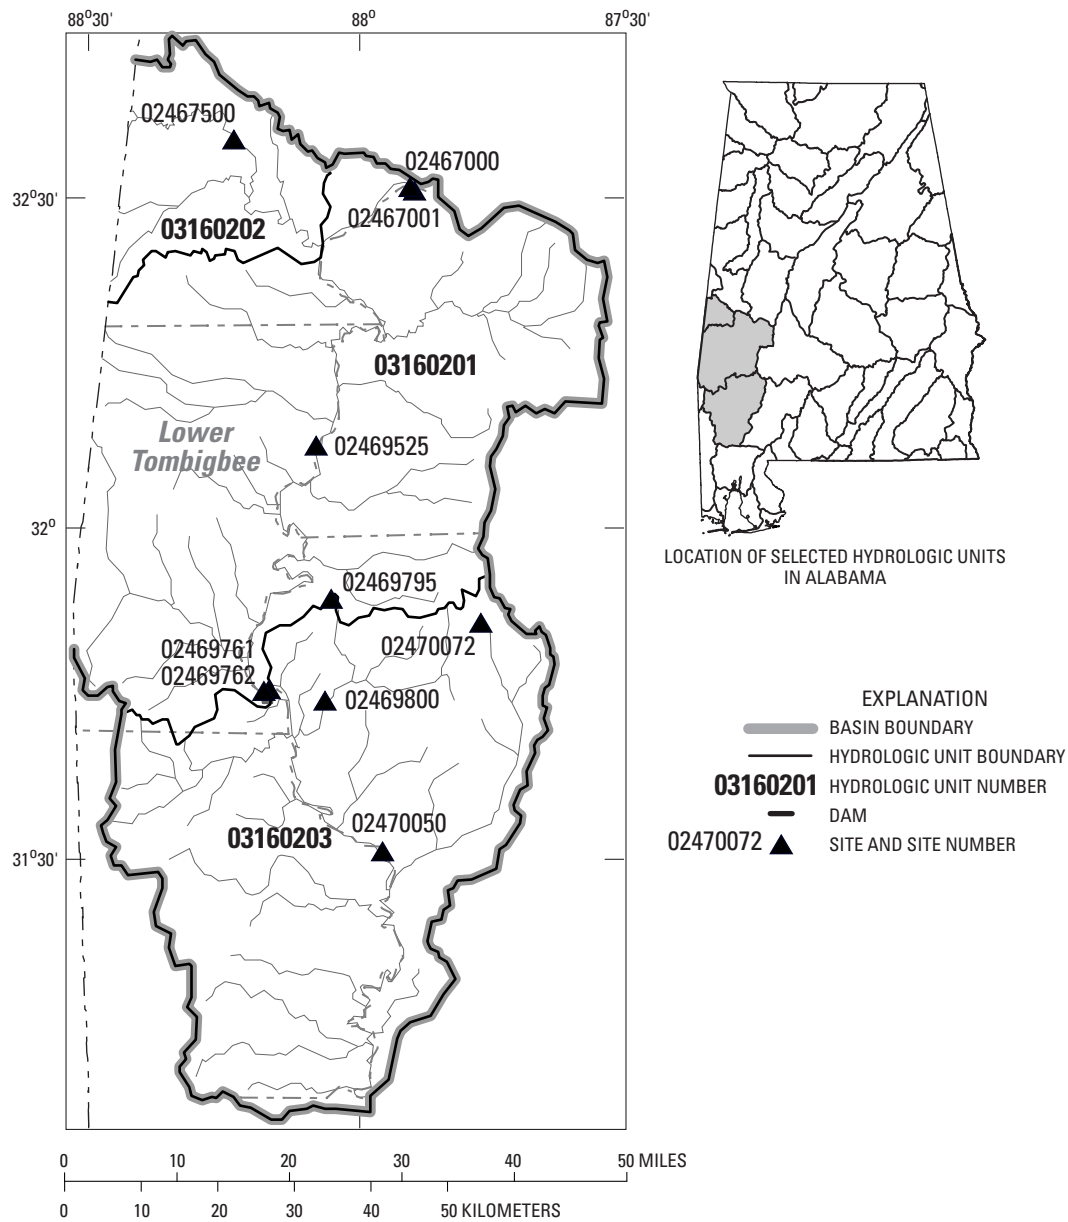 88°30' 88° 87°30'
02467500
02467000
32°30'
02467001
03160202
03160201
Lower
Tombigbee
02469525
32°
02469795
02469761
02470072
02469762
02469800
02470050
03160203
31°30'
0 10 20 30 40 50 MILES
0 10 20 30 40 50 KILOMETERS
LOCATION OF SELECTED HYDROLOGIC UNITS
IN ALABAMA
EXPLANATION
BASIN BOUNDARY
HYDROLOGIC UNIT BOUNDARY
03160201 HYDROLOGIC UNIT NUMBER
DAM
02470072 SITE AND SITE NUMBER